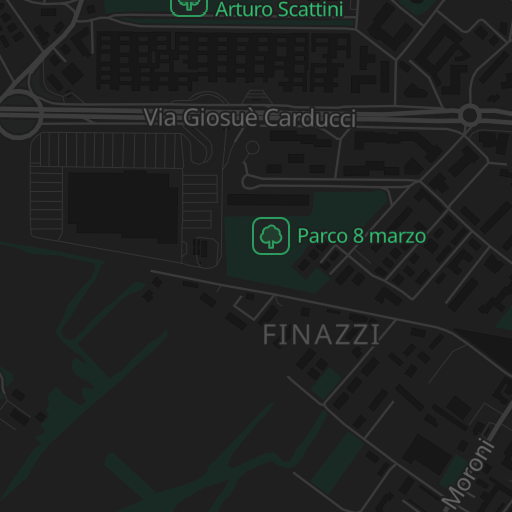 Arturo Scattini
Via Giosuè Carducci
Parco 8 marzo
FINAZZI
Moroni